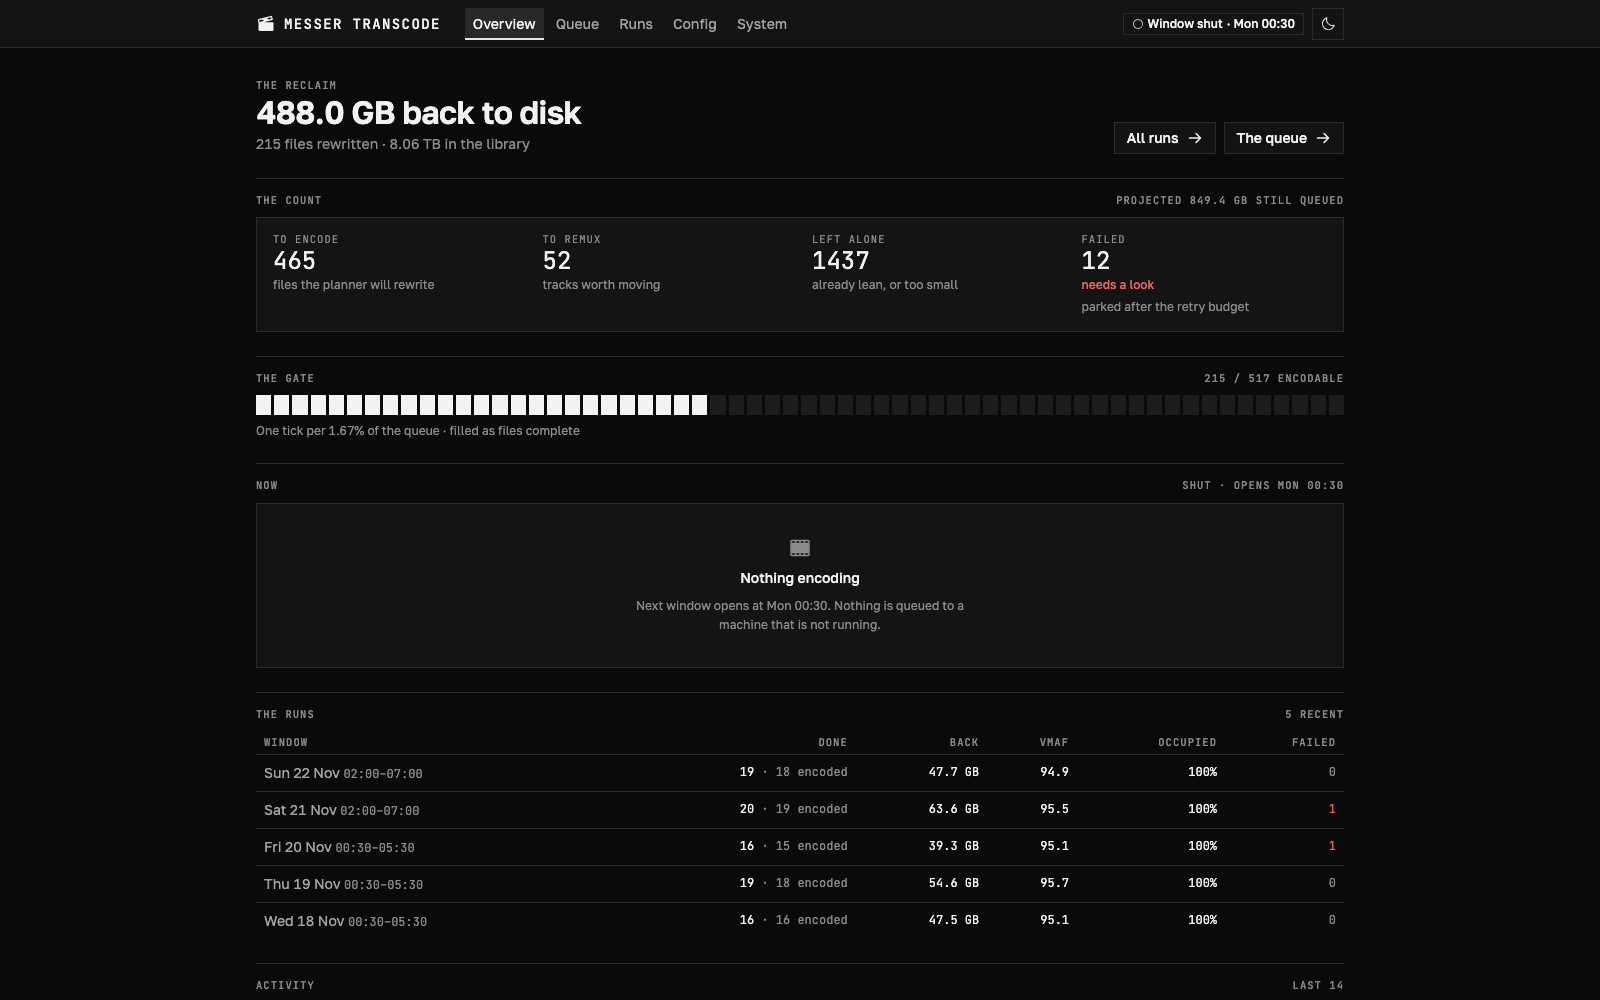 MESSER TRANSCODE Overview Queue Runs Config System Window shut · Mon 00:30
THE RECLAIM
488.0 GB back to disk
215 files rewritten · 8.06 TB in the library
All runs → The queue →
THE COUNT PROJECTED 849.4 GB STILL QUEUED
TO ENCODE TO REMUX LEFT ALONE FAILED
465 52 1437 12
files the planner will rewrite tracks worth moving already lean, or too small needs a look
parked after the retry budget
THE GATE 215 / 517 ENCODABLE
One tick per 1.67% of the queue · filled as files complete
NOW SHUT · OPENS MON 00:30
Nothing encoding
Next window opens at Mon 00:30. Nothing is queued to a
machine that is not running.
THE RUNS 5 RECENT
WINDOW DONE BACK VMAF OCCUPIED FAILED
Sun 22 Nov 02:00–07:00 19 · 18 encoded 47.7 GB 94.9 100% 0
Sat 21 Nov 02:00–07:00 20 · 19 encoded 63.6 GB 95.5 100% 1
Fri 20 Nov 00:30–05:30 16 · 15 encoded 39.3 GB 95.1 100% 1
Thu 19 Nov 00:30–05:30 19 · 18 encoded 54.6 GB 95.7 100% 0
Wed 18 Nov 00:30–05:30 16 · 16 encoded 47.5 GB 95.1 100% 0
ACTIVITY LAST 14